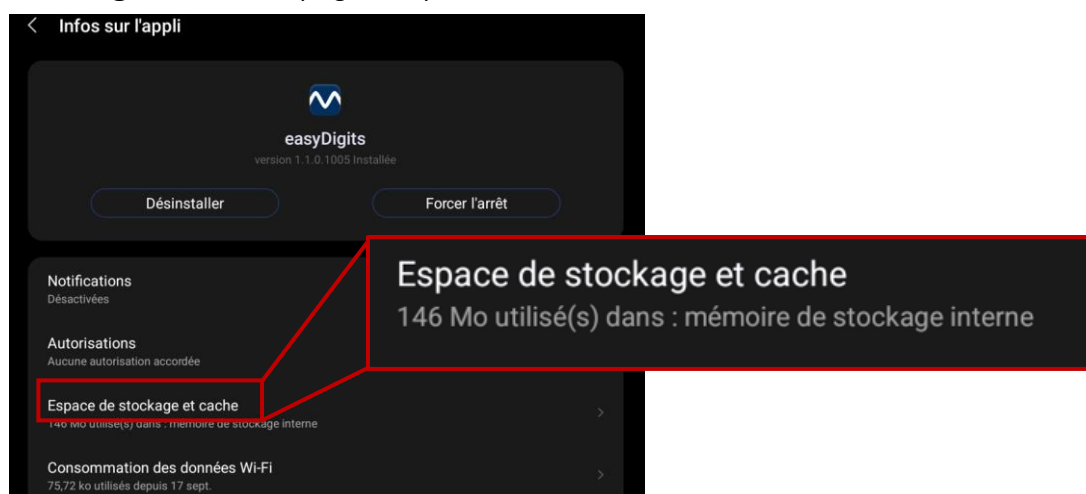 Infos sur l'appli
easyDigits
version 1.1.0.1005 Installée
Désinstaller
Forcer l'arrêt
Notifications
Désactivées
Autorisations
Aucune autorisation accordée
Espace de stockage et cache
146 Mo utilisé(s) dans : mémoire de stockage interne
Consommation des données Wi-Fi
75,72 ko utilisés depuis 17 sept.
Espace de stockage et cache
146 Mo utilisé(s) dans : mémoire de stockage interne